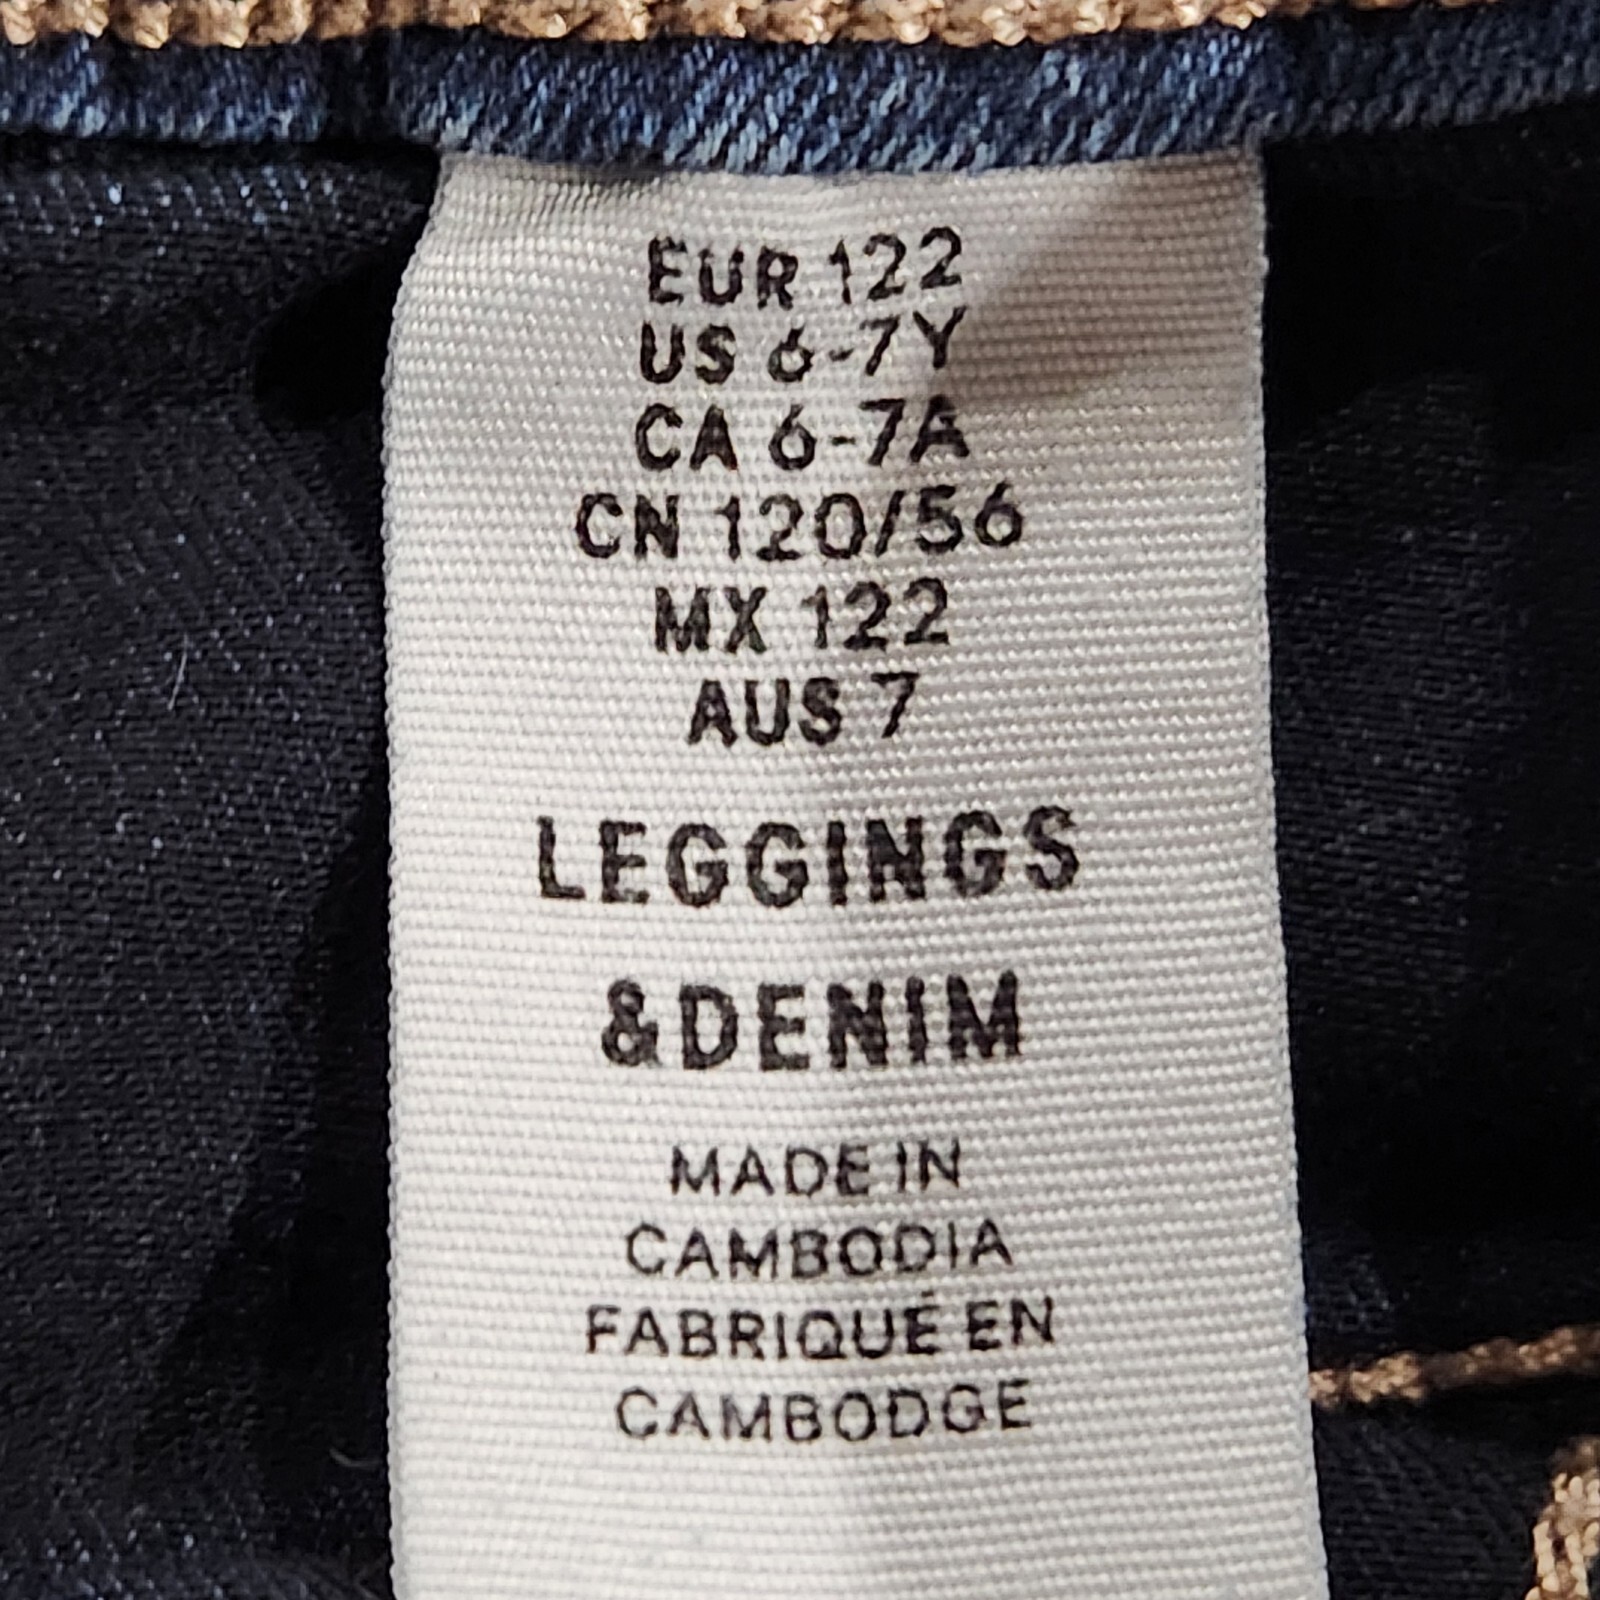 EUR 122
US 6-7Y
CA 6-7A
CN 120/56
MX 122
AUS 7
LEGGINGS
&DENIM
MADE IN
CAMBODIA
FABRIQUÉ EN
CAMBODGE